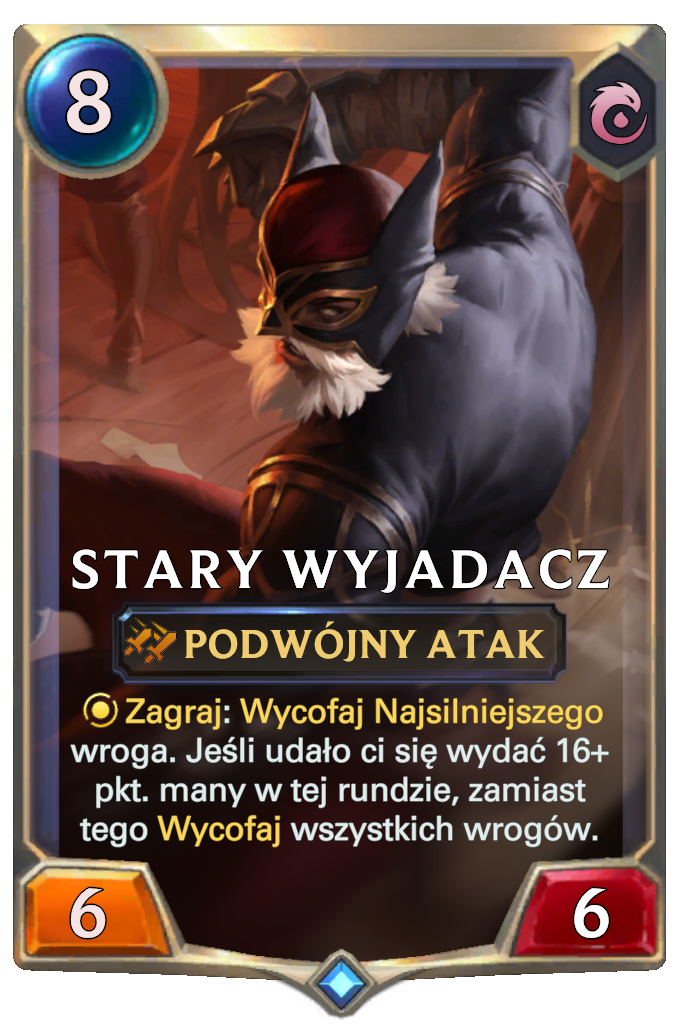 8
STARY WYJADACZ
PODWÓJNY ATAK
Zagraj: Wycofaj Najsilniejszego
wroga. Jeśli udało ci się wydać 16+
pkt. many w tej rundzie, zamiast
tego Wycofaj wszystkich wrogów.
6
6